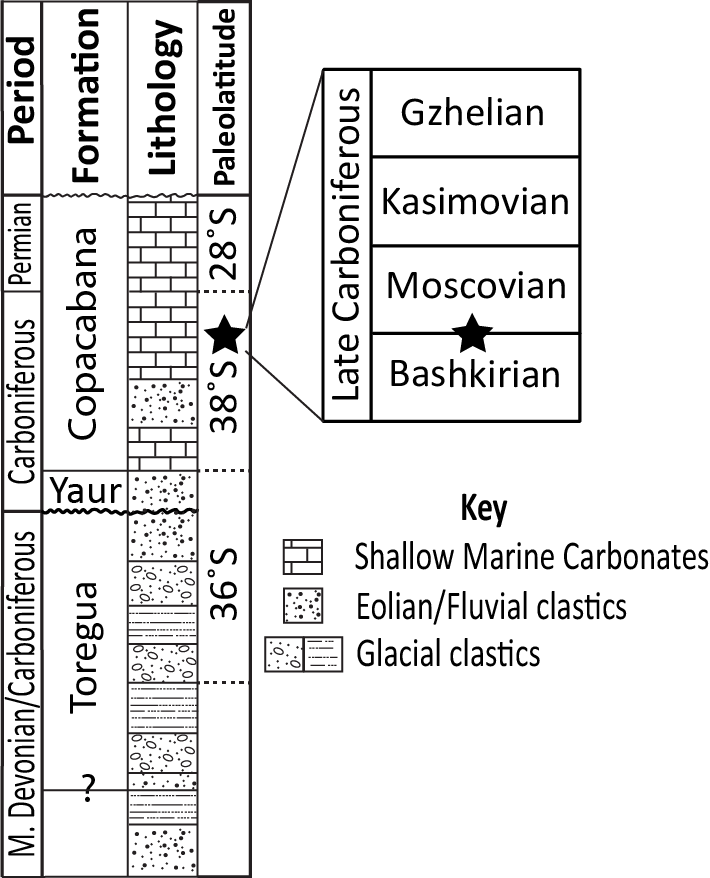 Period
Formation
Lithology
Paleolatitude
Permian
Carboniferous
M. Devonian/Carboniferous
Copacabana
Yaur
Toregua
?
28°S
38°S
36°S
Late Carboniferous
Gzhelian
Kasimovian
Moscovian
Bashkirian
Key
Shallow Marine Carbonates
Eolian/Fluvial clastics
Glacial clastics